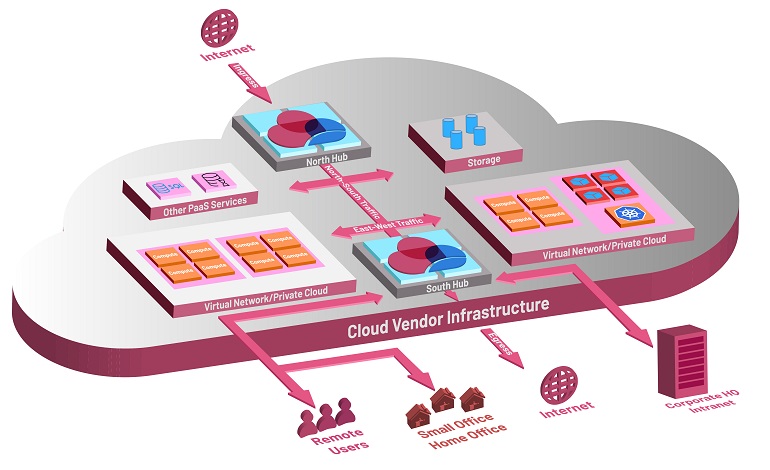 Internet
Ingress
North Hub
Storage
North-South Traffic
SQL
Other PaaS Services
East-West Traffic
Compute
Compute
Compute
Compute
Virtual Network/Private Cloud
Compute
Compute
Compute
Compute
Compute
Compute
Compute
Compute
Virtual Network/Private Cloud
South Hub
Cloud Vendor Infrastructure
Egress
Internet
Corporate HQ
Intranet
Remote
Users
Small Office
Home Office